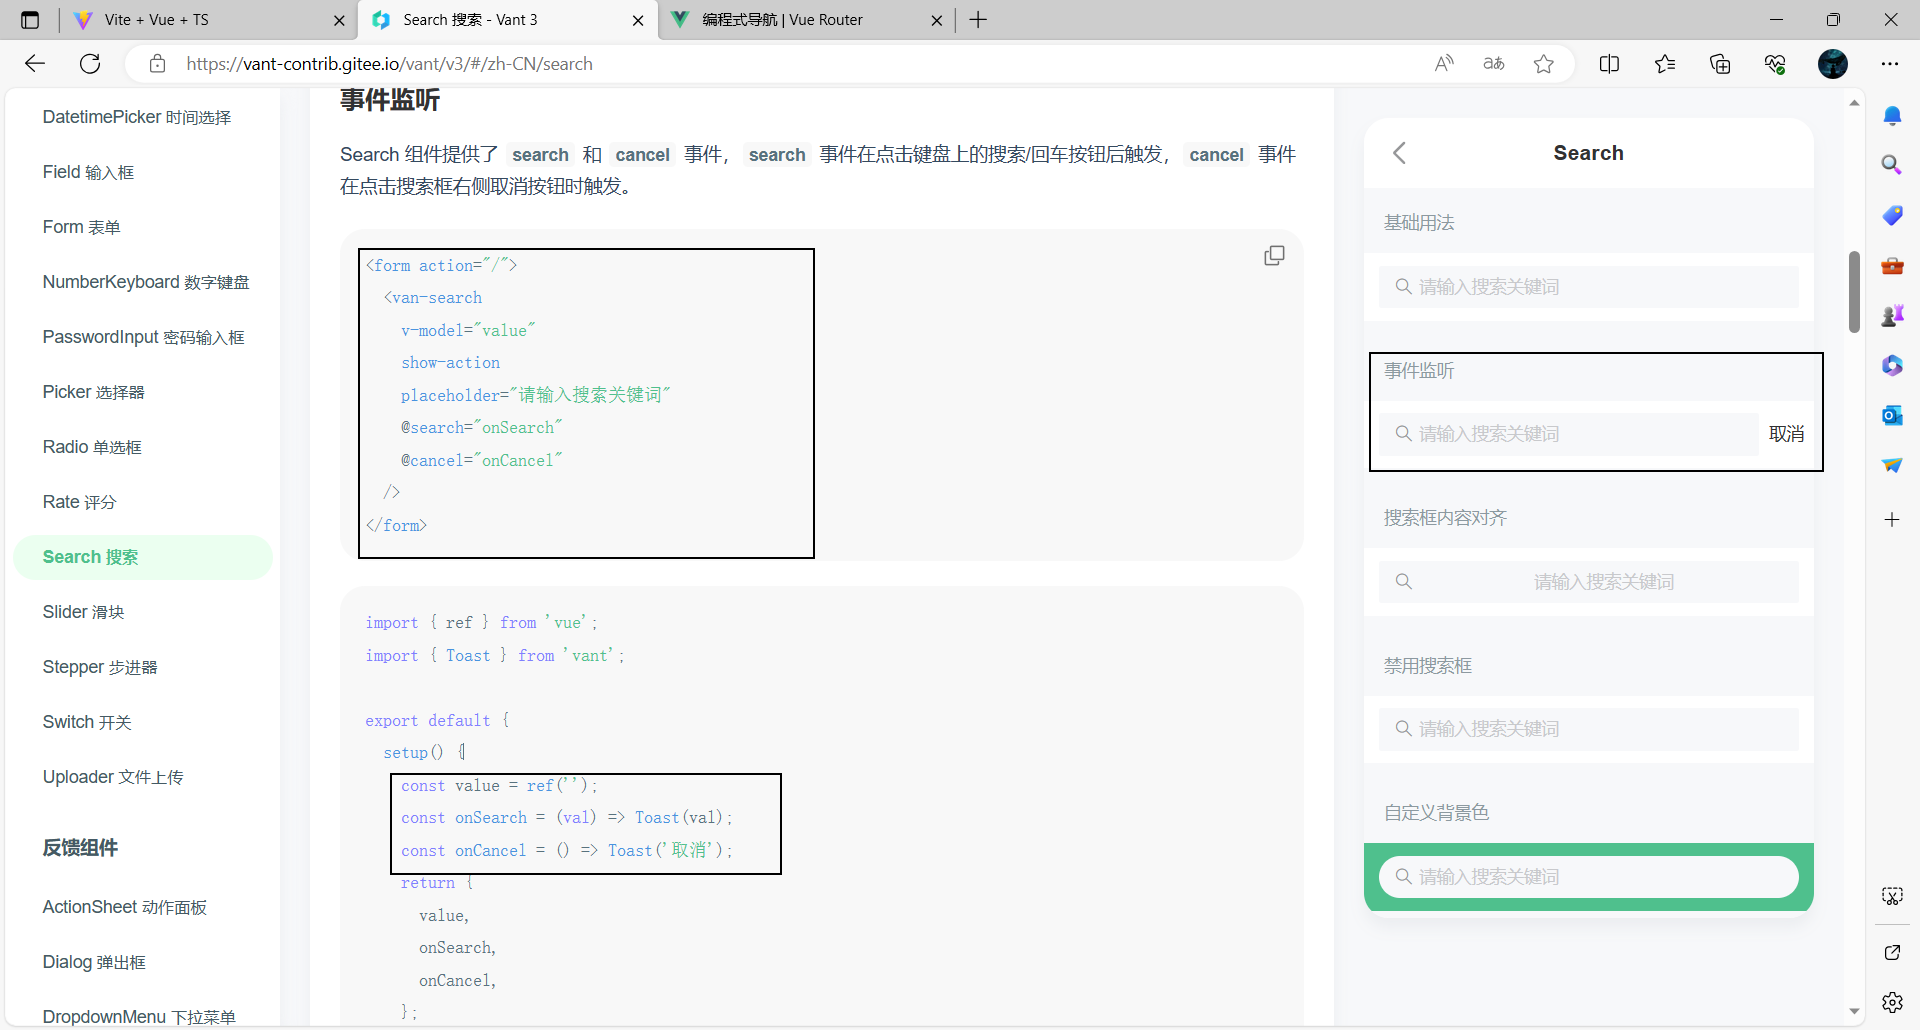 Vite + Vue + TS
Search 搜索 - Vant 3
编程式导航 | Vue Router
https://vant-contrib.gitee.io/vant/v3/#/zh-CN/search
DatetimePicker 时间选择
Field 输入框
Form 表单
NumberKeyboard 数字键盘
PasswordInput 密码输入框
Picker 选择器
Radio 单选框
Rate 评分
Search 搜索
Slider 滑块
Stepper 步进器
Switch 开关
Uploader 文件上传
反馈组件
ActionSheet 动作面板
Dialog 弹出框
DropdownMenu 下拉菜单
事件监听
Search 组件提供了 search 和 cancel 事件， search 事件在点击键盘上的搜索/回车按钮后触发， cancel 事件
在点击搜索框右侧取消按钮时触发。
<form action="/">
<van-search
v-model="value"
show-action
placeholder="请输入搜索关键词"
@search="onSearch"
@cancel="onCancel"
/>
</form>
import { ref } from 'vue';
import { Toast } from 'vant';
export default {
setup() {
const value = ref('');
const onSearch = (val) => Toast(val);
const onCancel = () => Toast('取消');
return {
value,
onSearch,
onCancel,
};
Search
基础用法
请输入搜索关键词
事件监听
请输入搜索关键词
取消
搜索框内容对齐
请输入搜索关键词
禁用搜索框
请输入搜索关键词
自定义背景色
请输入搜索关键词